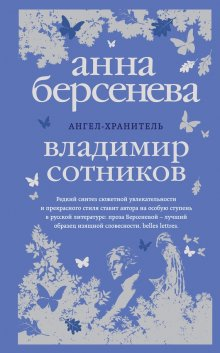 анна
берсенева
АНГЕЛ-ХРАНИТЕЛЬ
владимир
сотников
Редкий синтез сюжетной увлекательности
и прекрасного стиля ставит автора на особую ступень
в русской литературе: проза Берсеневой – лучший
образец изящной словесности, belles lettres.